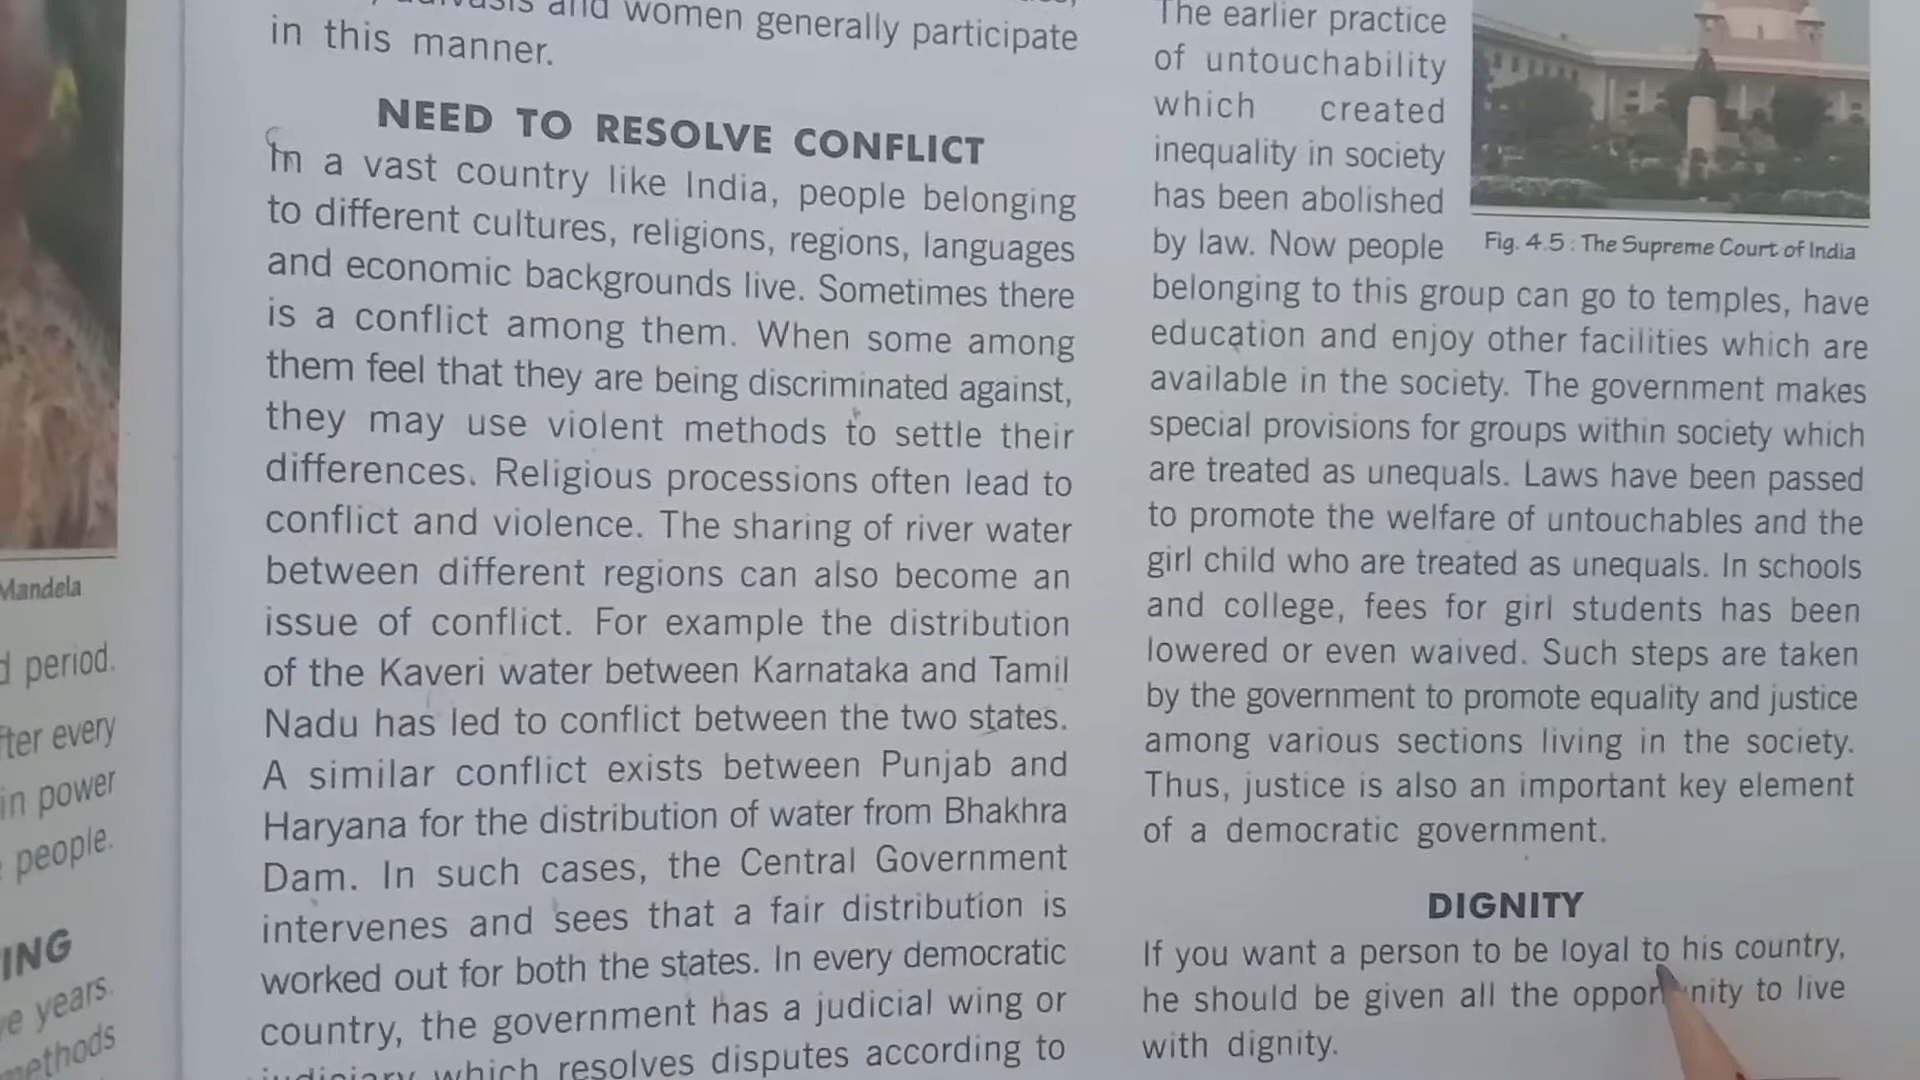 and women generally participate
in this manner.
NEED TO RESOLVE CONFLICT
In a vast country like India, people belonging
to different cultures, religions, regions, languages
and economic backgrounds live. Sometimes there
is a conflict among them. When some among
them feel that they are being discriminated against,
they may use violent methods to settle their
differences. Religious processions often lead to
conflict and violence. The sharing of river water
between different regions can also become an
issue of conflict. For example the distribution
of the Kaveri water between Karnataka and Tamil
Nadu has led to conflict between the two states.
A similar conflict exists between Punjab and
Haryana for the distribution of water from Bhakhra
Dam. In such cases, the Central Government
intervenes and sees that a fair distribution is
worked out for both the states. In every democratic
country, the government has a judicial wing or
judiciary which resolves disputes according to
The earlier practice
of untouchability
which created
inequality in society
has been abolished
by law. Now people
belonging to this group can go to temples, have
education and enjoy other facilities which are
available in the society. The government makes
special provisions for groups within society which
are treated as unequals. Laws have been passed
to promote the welfare of untouchables and the
girl child who are treated as unequals. In schools
and college, fees for girl students has been
lowered or even waived. Such steps are taken
by the government to promote equality and justice
among various sections living in the society.
Thus, justice is also an important key element
of a democratic government.
Fig. 4.5 : The Supreme Court of India
DIGNITY
If you want a person to be loyal to his country,
he should be given all the opportunity to live
with dignity.
Mandela
period.
every
in power
people.
years.